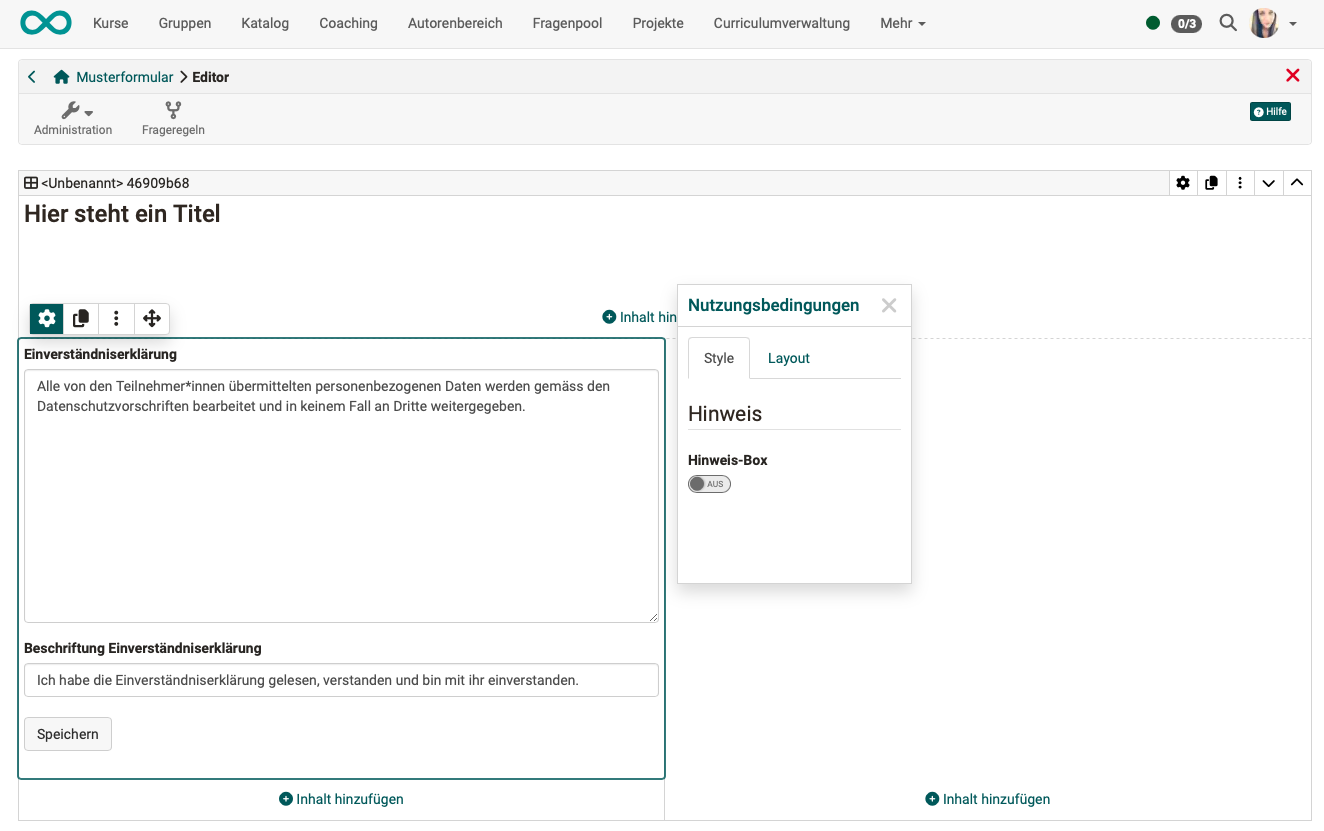 Kurse Gruppen Katalog Coaching Autorenbereich Fragenpool Projekte Curriculumverwaltung Mehr 0/3
Musterformular Editor
Administration Frageregeln Hilfe
<Unbenannt> 46909b68
Hier steht ein Titel
Inhalt hin
Nutzungsbedingungen
Style Layout
Hinweis
Hinweis-Box
AUS
Einverständniserklärung
Alle von den Teilnehmer*innen übermittelten personenbezogenen Daten werden gemäss den
Datenschutzvorschriften bearbeitet und in keinem Fall an Dritte weitergegeben.
Beschriftung Einverständniserklärung
Ich habe die Einverständniserklärung gelesen, verstanden und bin mit ihr einverstanden.
Speichern
Inhalt hinzufügen Inhalt hinzufügen